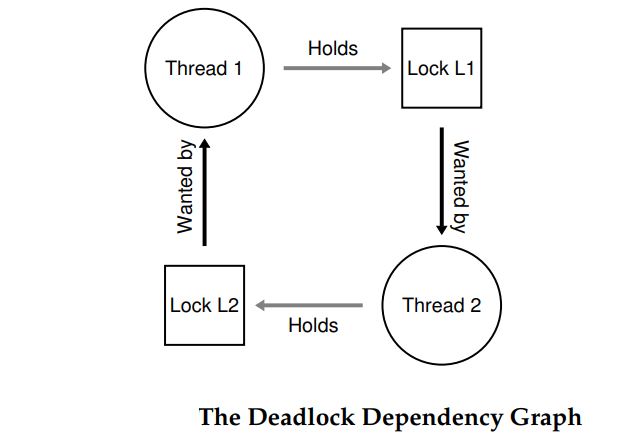 Holds
Thread 1
Lock L1
Wanted by
Wanted by
Lock L2
Thread 2
Holds
The Deadlock Dependency Graph